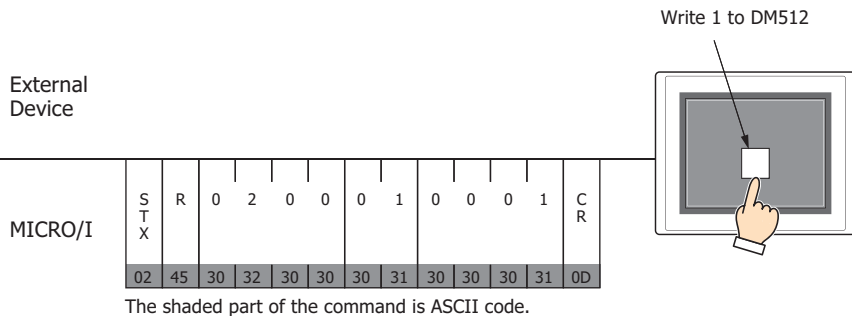 Write 1 to DM512
External
Device
MICRO/I
STX R 0 2 0 0 0 1 0 0 0 1 CR
02 45 30 32 30 30 30 31 30 30 30 31 0D
The shaded part of the command is ASCII code.